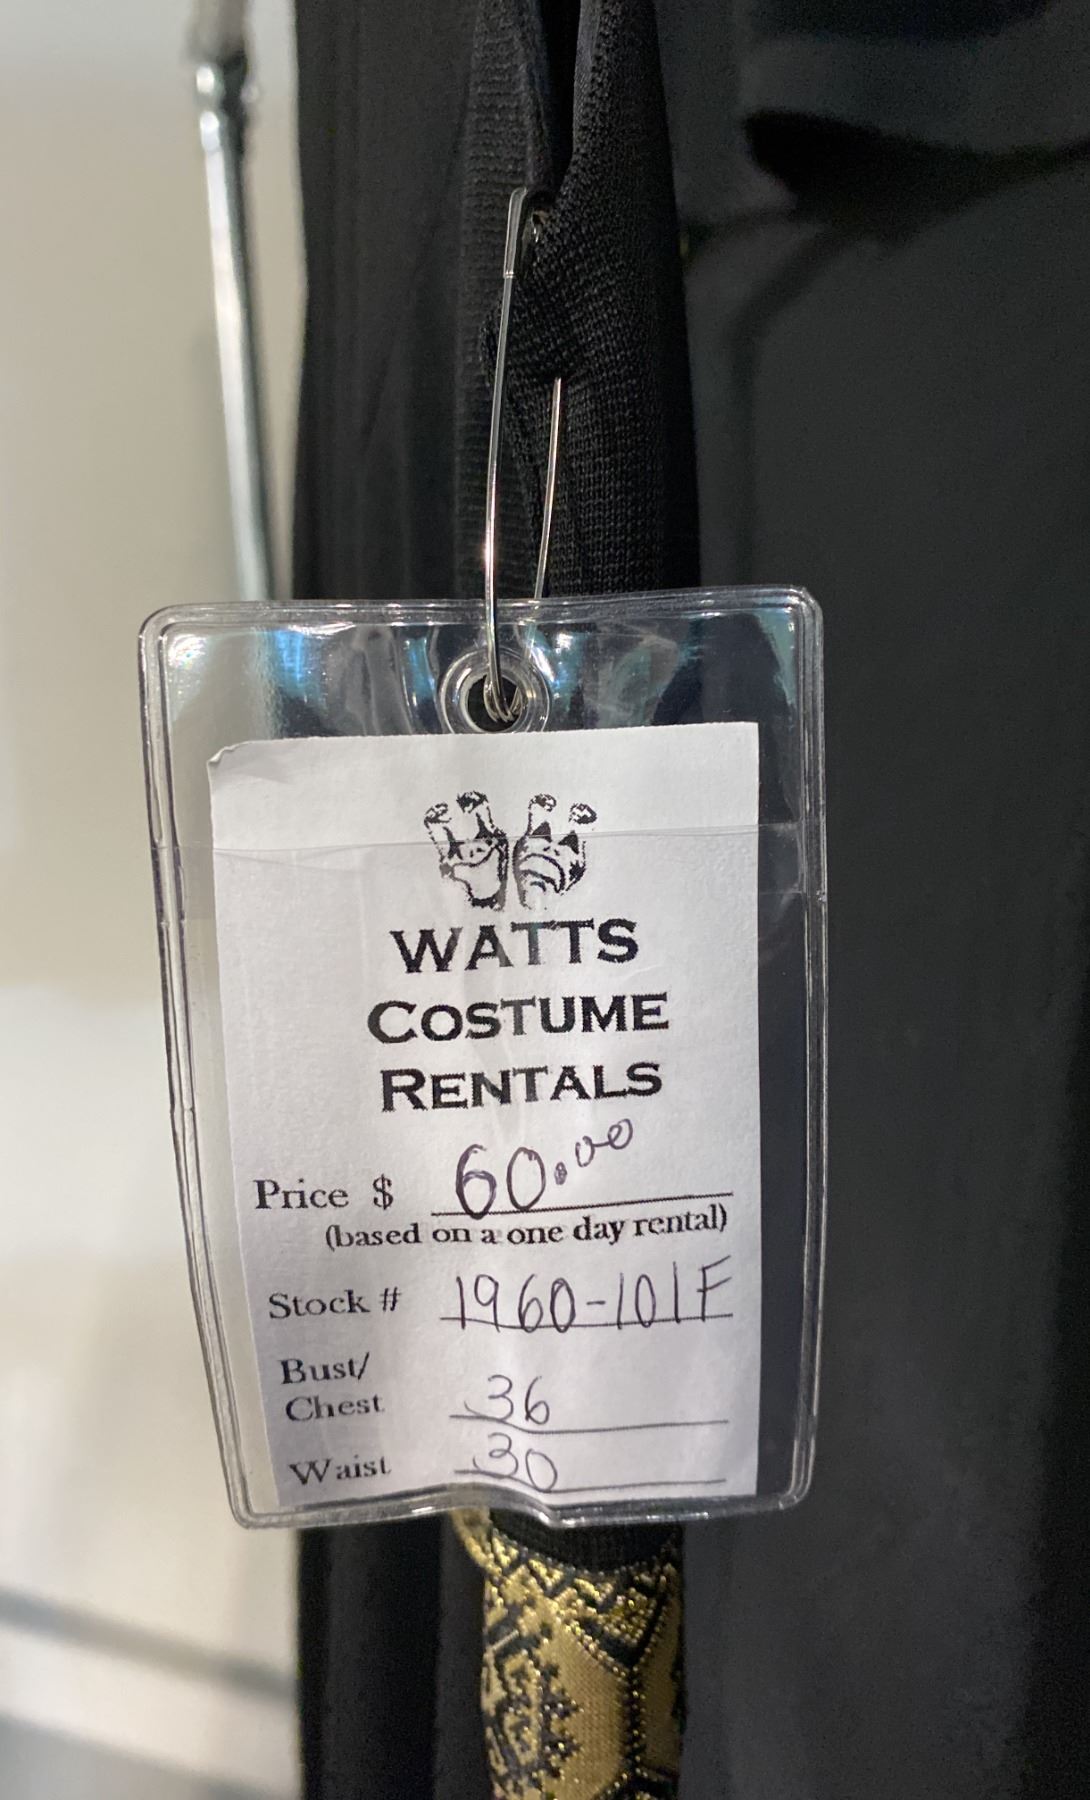 WATTS
COSTUME
RENTALS
Price $ 60.00
(based on a one day rental)
Stock # 1960-101F
Bust/
Chest 36
Waist 30